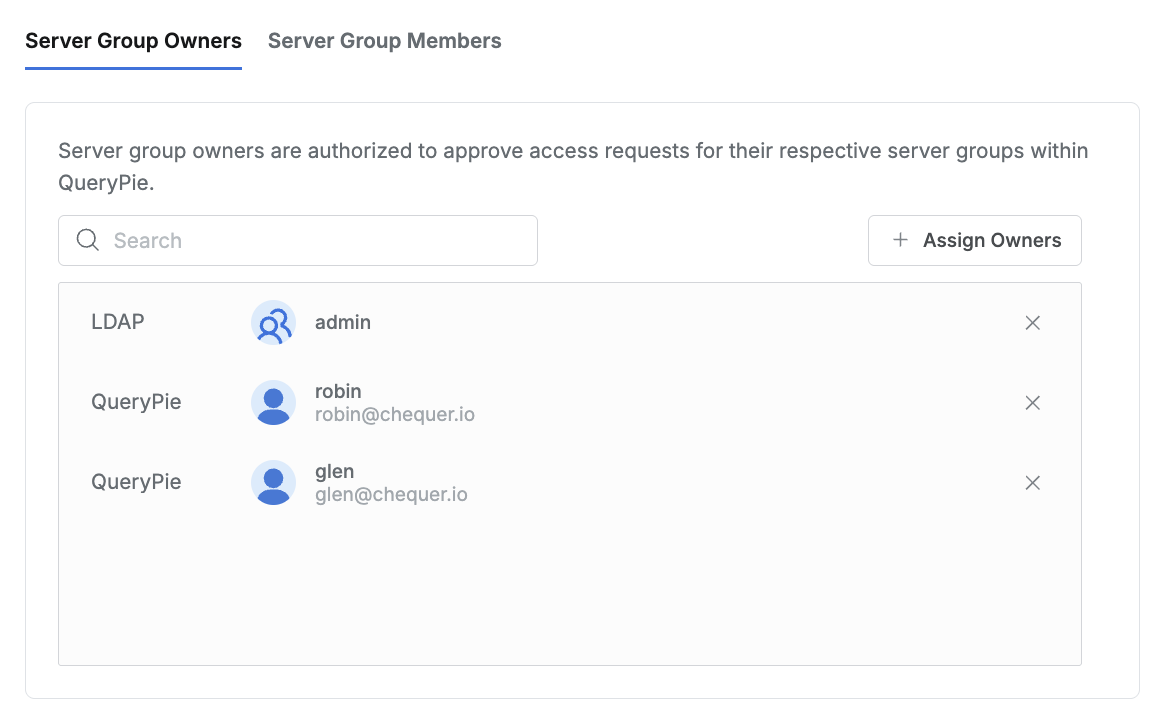 Server Group Owners Server Group Members
Server group owners are authorized to approve access requests for their respective server groups within
QueryPie.
Search
Assign Owners
LDAP admin
QueryPie robin
robin@chequer.io
QueryPie glen
glen@chequer.io